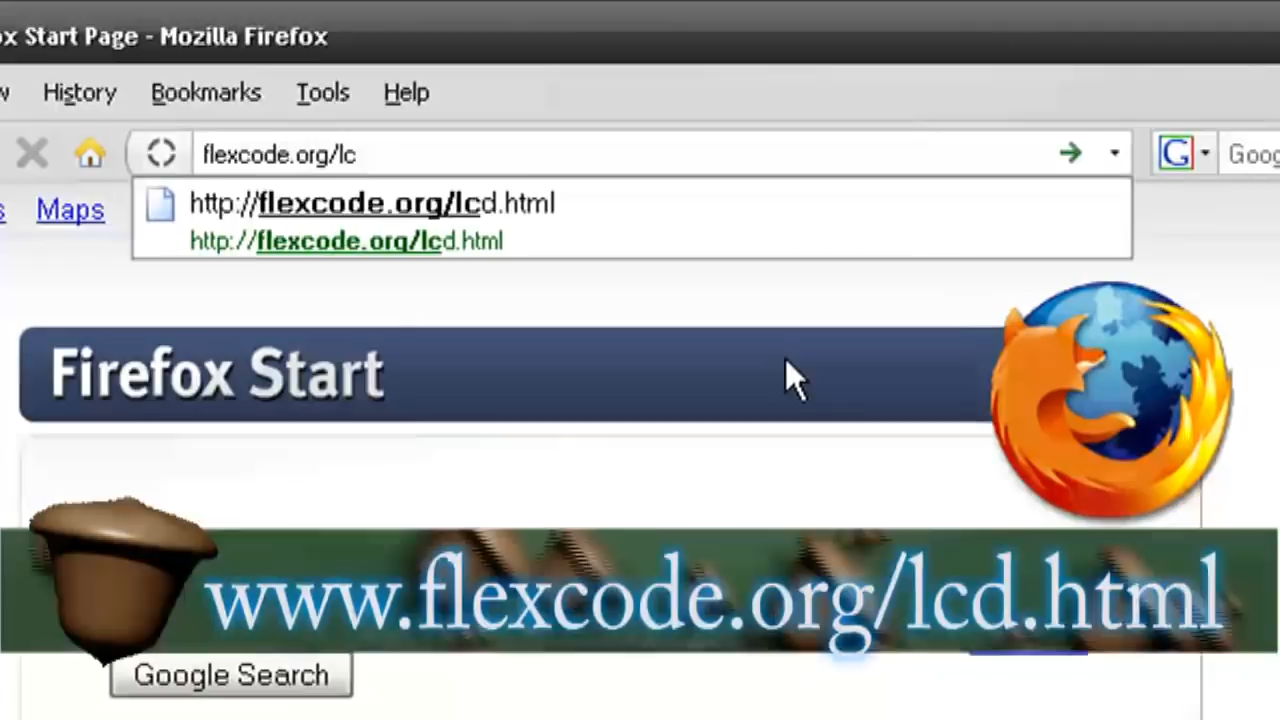 ox Start Page - Mozilla Firefox
w History Bookmarks Tools Help
flexcode.org/lc G Goog
s Maps http://flexcode.org/lcd.html
http://flexcode.org/lcd.html
Firefox Start
www.flexcode.org/lcd.html
Google Search